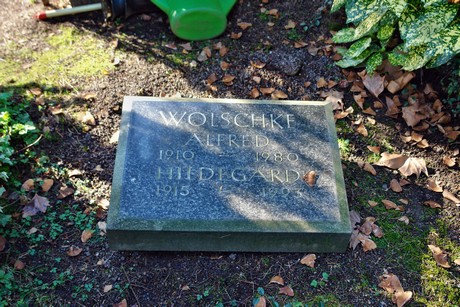 WOLSCHKE
ALFRED
1910 – 1980
HILDEGARD
1915